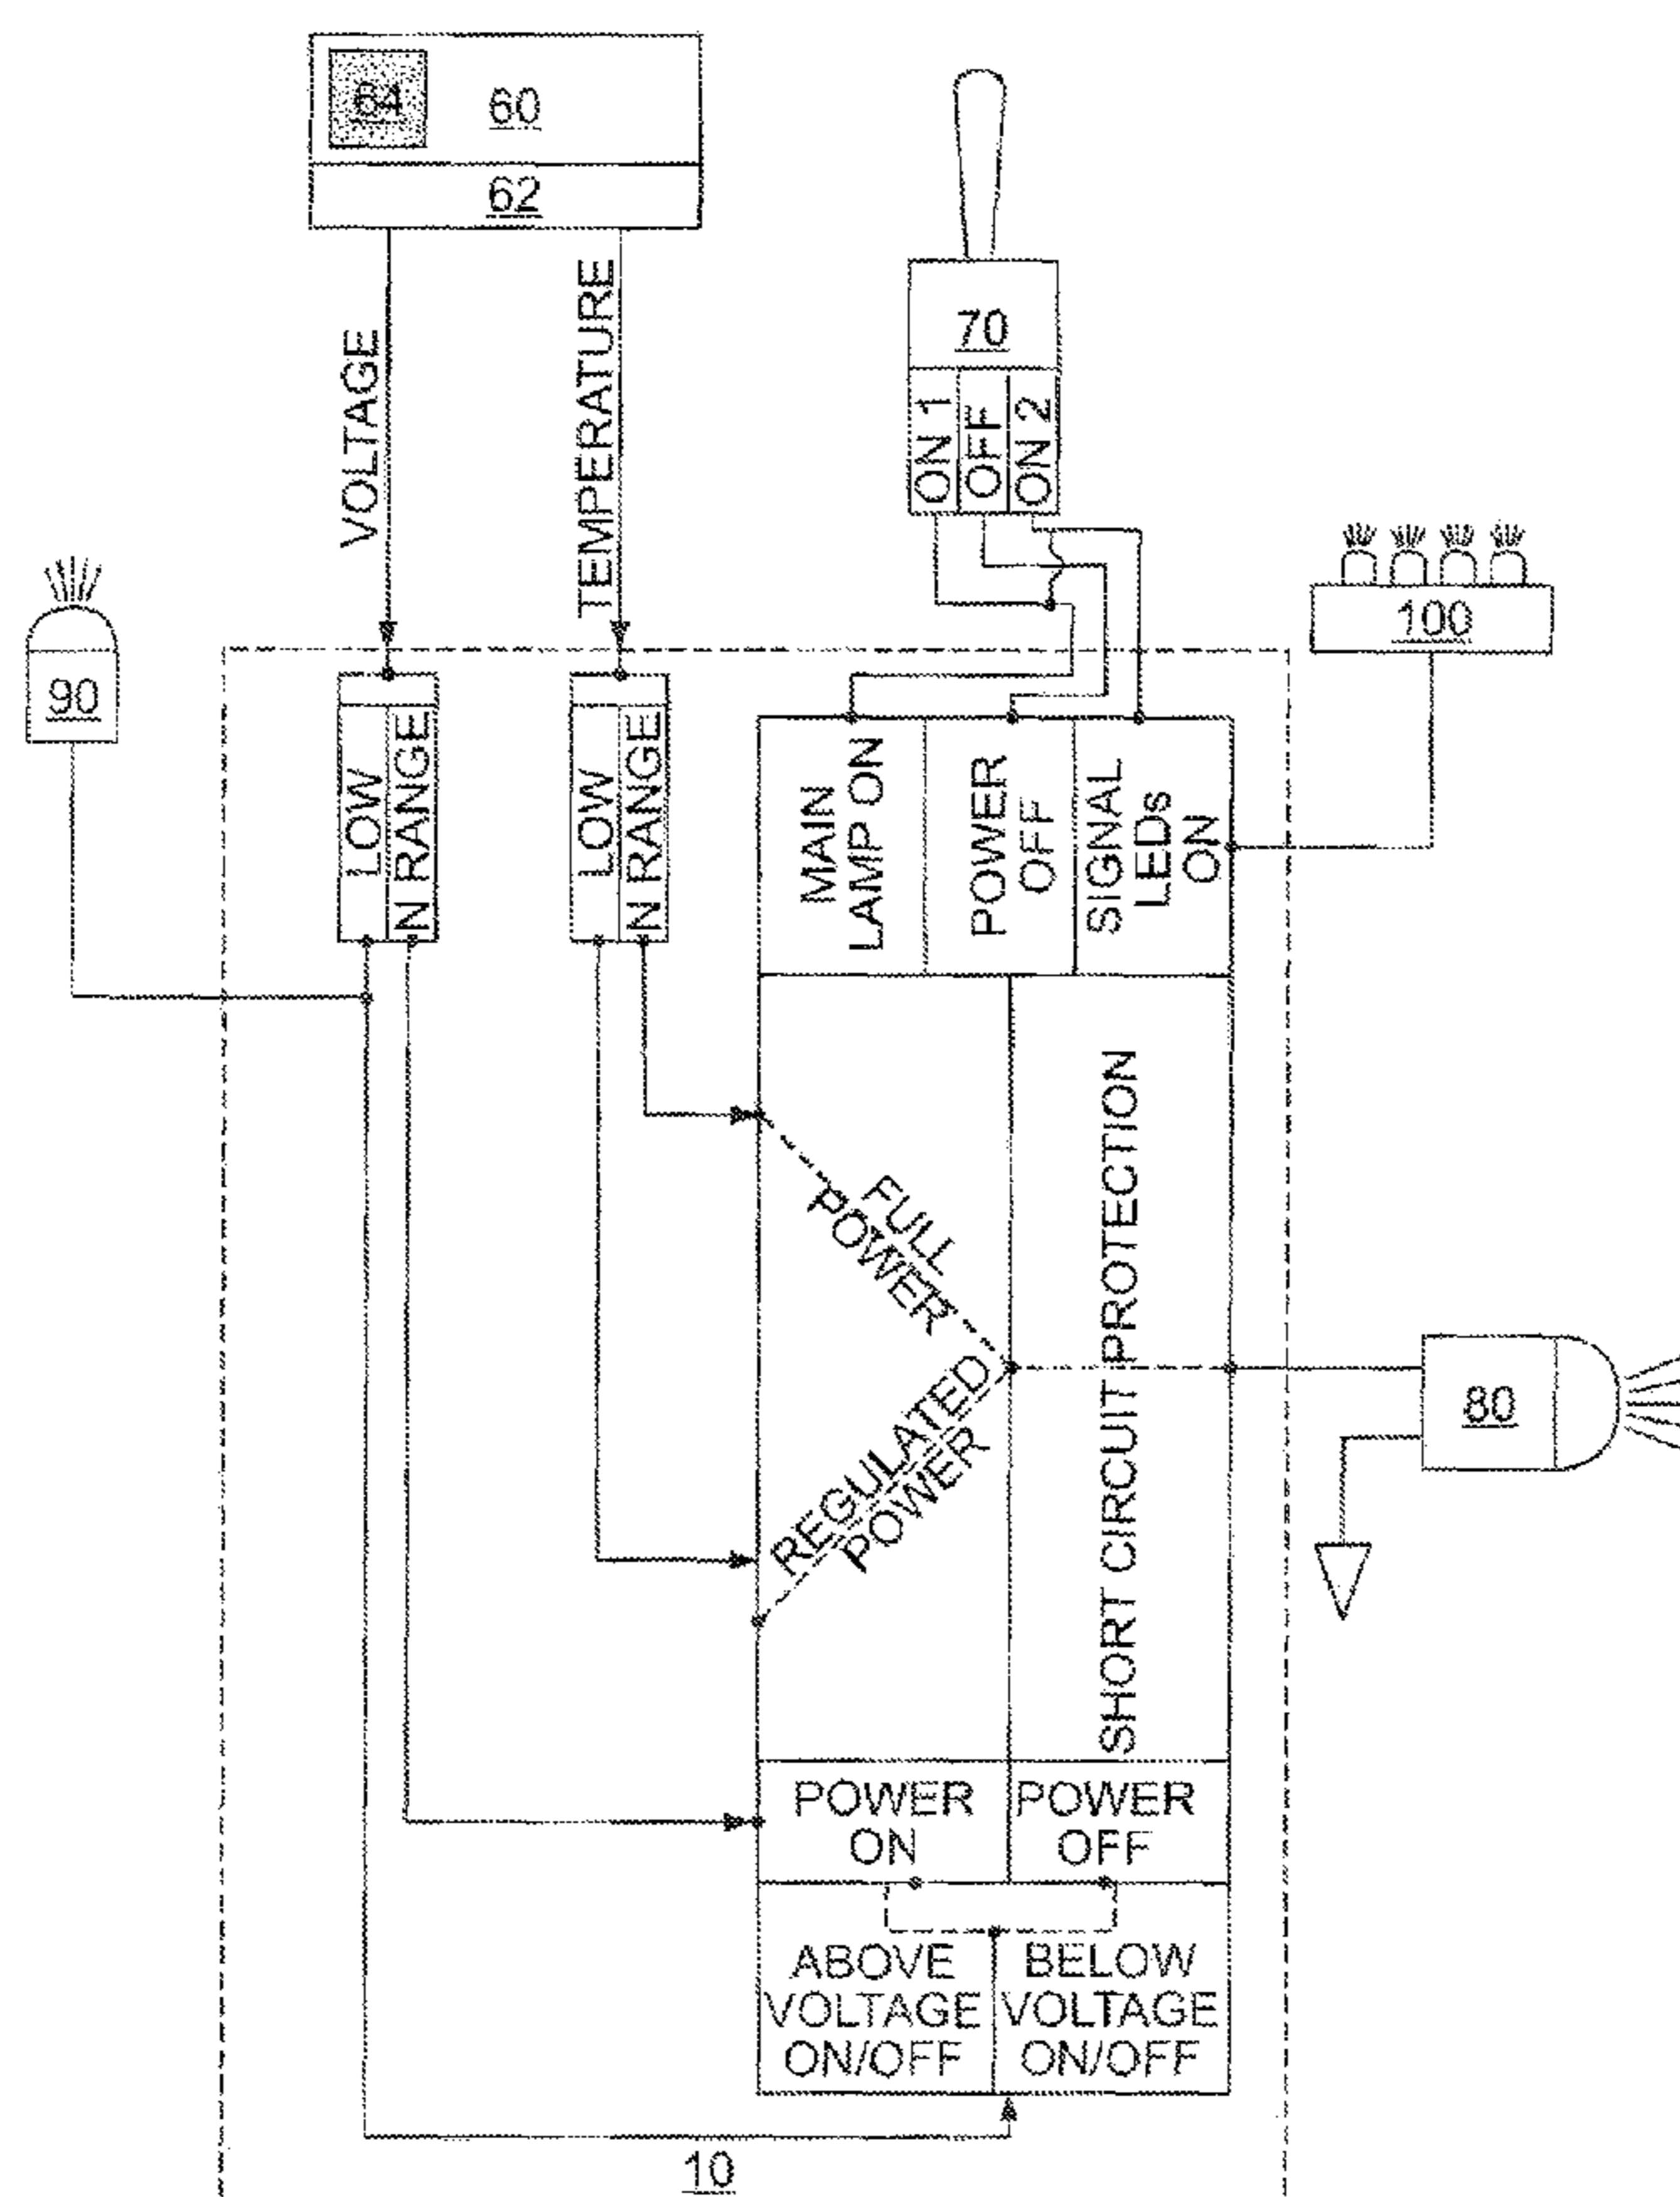 64
60
62
VOLTAGE
TEMPERATURE
70
ON 1
OFF
ON 2
90
100
LOW
N RANGE
LOW
N RANGE
MAIN
LAMP ON
POWER
OFF
SIGNAL
LEDs
ON
FULL
POWER
REGULATED
POWER
SHORT CIRCUIT PROTECTION
80
POWER
ON
POWER
OFF
ABOVE
VOLTAGE
ON/OFF
BELOW
VOLTAGE
ON/OFF
10